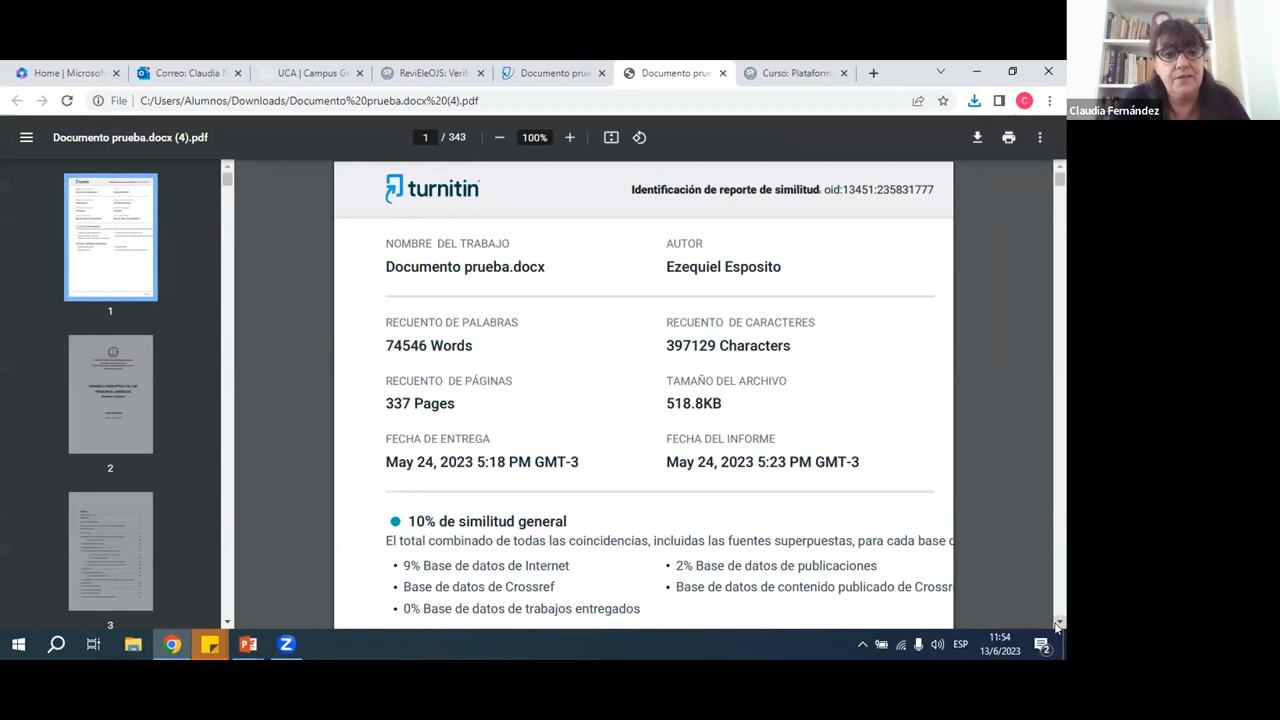 Home | Microsof
Correo: Claudia N
UCA | Campus Ge
ReviEleOJS: Verif
Documento prue
Documento prue
Curso: Plataform
File
C:/Users/Alumnos/Downloads/Documento%20prueba.docx%20(4).pdf
Claudia Fernández
Documento prueba.docx (4).pdf
1 / 343
100%
turnitin
Identificación de reporte de similitud. oid:13451:235831777
NOMBRE DEL TRABAJO
AUTOR
Documento prueba.docx
Ezequiel Esposito
RECUENTO DE PALABRAS
RECUENTO DE CARACTERES
74546 Words
397129 Characters
RECUENTO DE PÁGINAS
TAMAÑO DEL ARCHIVO
337 Pages
518.8KB
FECHA DE ENTREGA
FECHA DEL INFORME
May 24, 2023 5:18 PM GMT-3
May 24, 2023 5:23 PM GMT-3
10% de similitud general
El total combinado de todas las coincidencias, incluidas las fuentes superpuestas, para cada base d
• 9% Base de datos de Internet
• 2% Base de datos de publicaciones
• Base de datos de Crossref
• Base de datos de contenido publicado de Crossr
• 0% Base de datos de trabajos entregados
1
2
3
ESP
11:54
13/6/2023
2